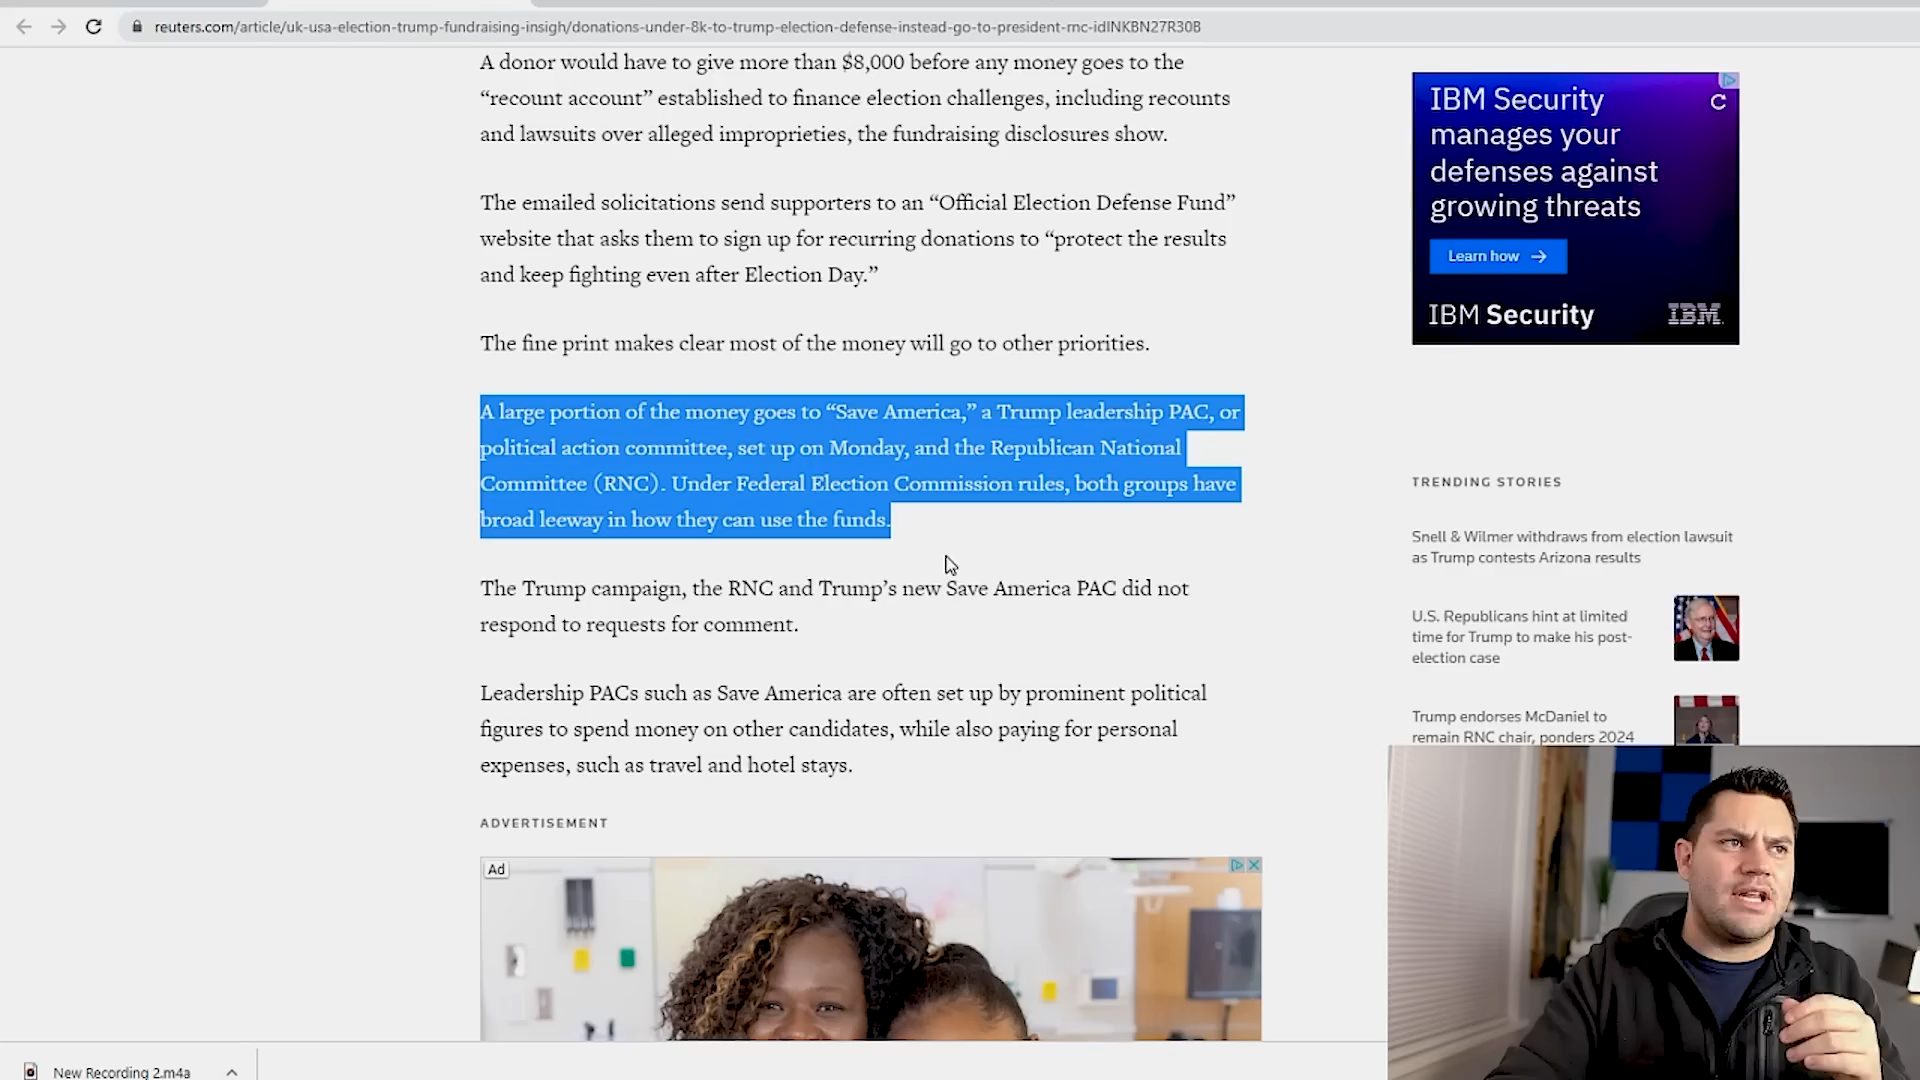 reuters.com/article/uk-usa-election-trump-fundraising-insigh/donations-under-8k-to-trump-election-defense-instead-go-to-president-rnc-idINKBN27R30B
A donor would have to give more than $8,000 before any money goes to the
“recount account” established to finance election challenges, including recounts
and lawsuits over alleged improprieties, the fundraising disclosures show.
The emailed solicitations send supporters to an “Official Election Defense Fund”
website that asks them to sign up for recurring donations to “protect the results
and keep fighting even after Election Day.”
The fine print makes clear most of the money will go to other priorities.
A large portion of the money goes to “Save America,” a Trump leadership PAC, or
political action committee, set up on Monday, and the Republican National
Committee (RNC). Under Federal Election Commission rules, both groups have
broad leeway in how they can use the funds.
The Trump campaign, the RNC and Trump’s new Save America PAC did not
respond to requests for comment.
Leadership PACs such as Save America are often set up by prominent political
figures to spend money on other candidates, while also paying for personal
expenses, such as travel and hotel stays.
ADVERTISEMENT
Ad
IBM Security
manages your
defenses against
growing threats
Learn how
IBM Security
IBM
TRENDING STORIES
Snell & Wilmer withdraws from election lawsuit
as Trump contests Arizona results
U.S. Republicans hint at limited
time for Trump to make his post-
election case
Trump endorses McDaniel to
remain RNC chair, ponders 2024
New Recording 2.m4a